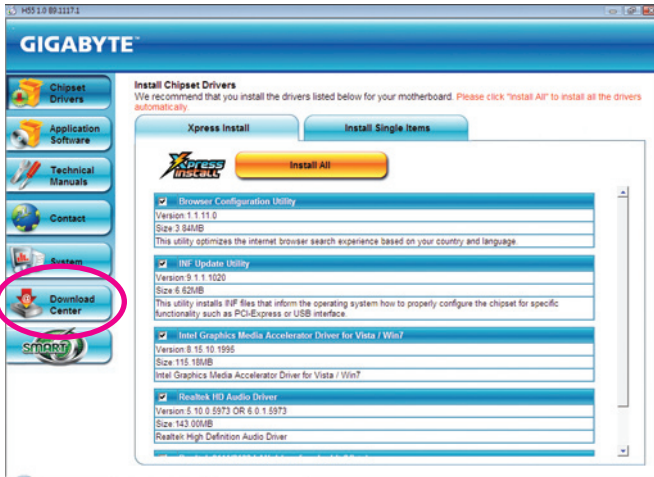 H55 1.0 B9.1117.1
GIGABYTE™
Chipset
Drivers
Application
Software
Technical
Manuals
Contact
System
Download
Center
SMART
Install Chipset Drivers
We recommend that you install the drivers listed below for your motherboard. Please click "Install All" to install all the drivers
automatically.
Xpress Install
Install Single Items
Xpress
INSTALL
Install All
Browser Configuration Utility
Version:1.1.11.0
Size:3.84MB
This utility optimizes the internet browser search experience based on your country and language.
INF Update Utility
Version:9.1.1.1020
Size:6.62MB
This utility installs INF files that inform the operating system how to properly configure the chipset for specific
functionality such as PCI-Express or USB interface.
Intel Graphics Media Accelerator Driver for Vista / Win7
Version:8.15.10.1995
Size:115.18MB
Intel Graphics Media Accelerator Driver for Vista / Win7
Realtek HD Audio Driver
Version:5.10.0.5973 OR 6.0.1.5973
Size:143.00MB
Realtek High Definition Audio Driver